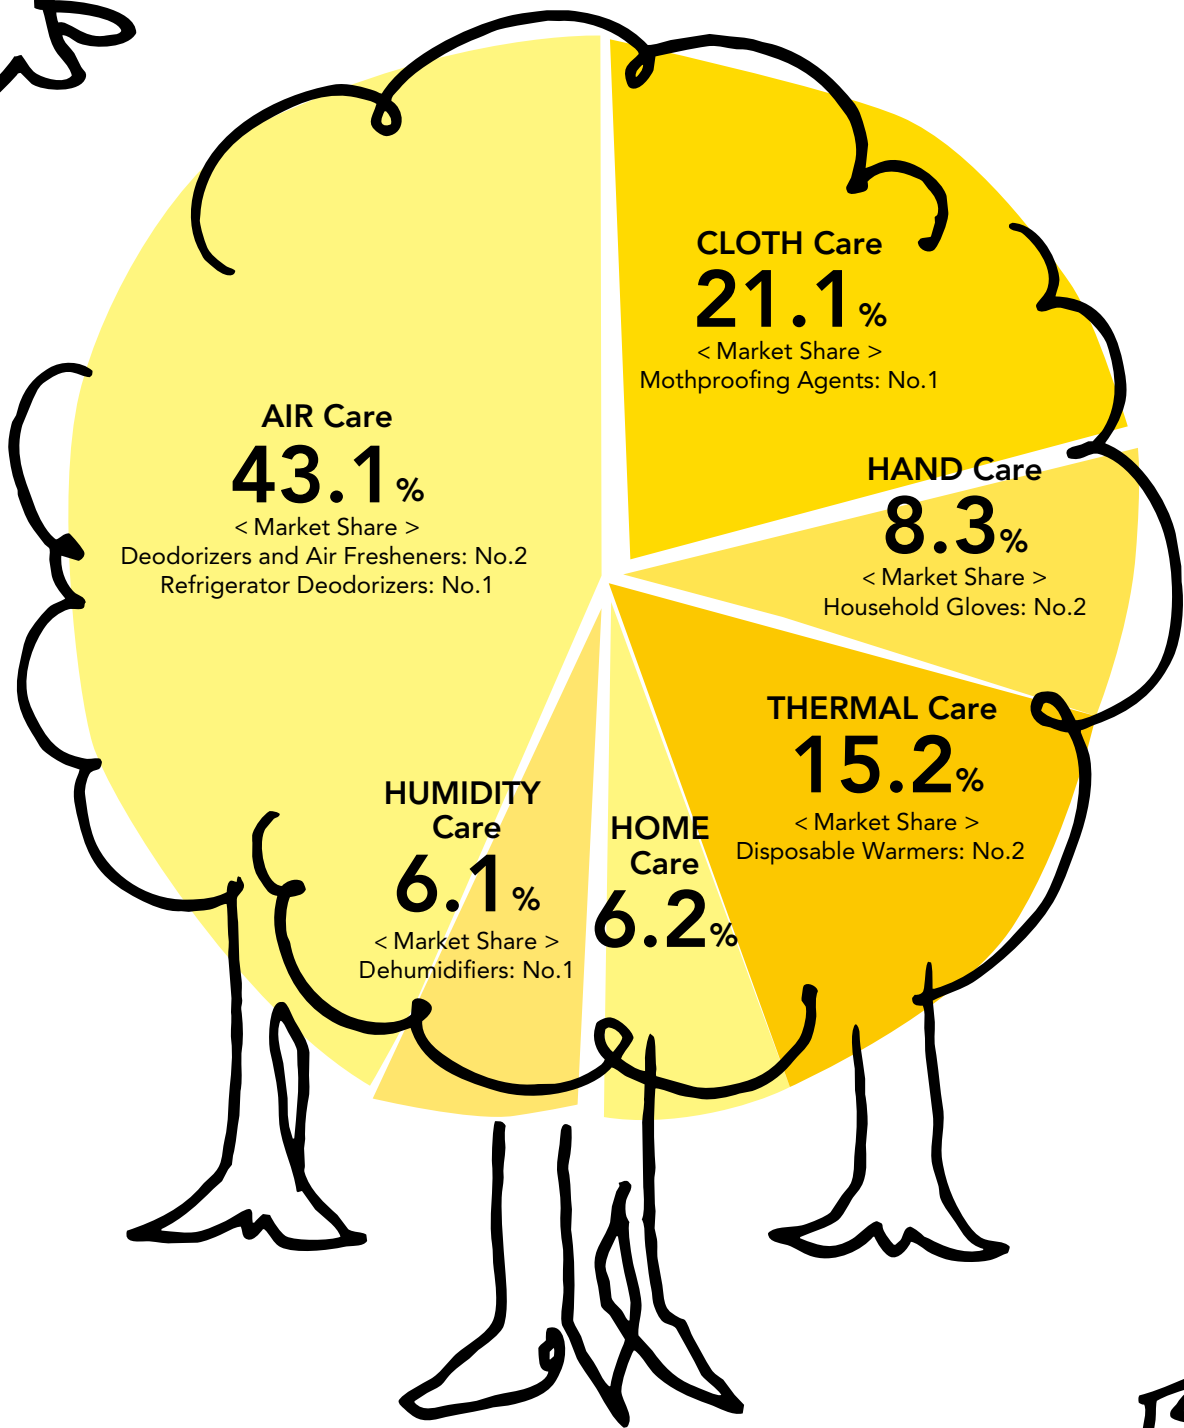 CLOTH Care
21.1%
< Market Share >
Mothproofing Agents: No.1
AIR Care
43.1%
< Market Share >
Deodorizers and Air Fresheners: No.2
Refrigerator Deodorizers: No.1
HAND Care
8.3%
< Market Share >
Household Gloves: No.2
THERMAL Care
15.2%
< Market Share >
Disposable Warmers: No.2
HUMIDITY
Care
6.1%
< Market Share >
Dehumidifiers: No.1
HOME
Care
6.2%